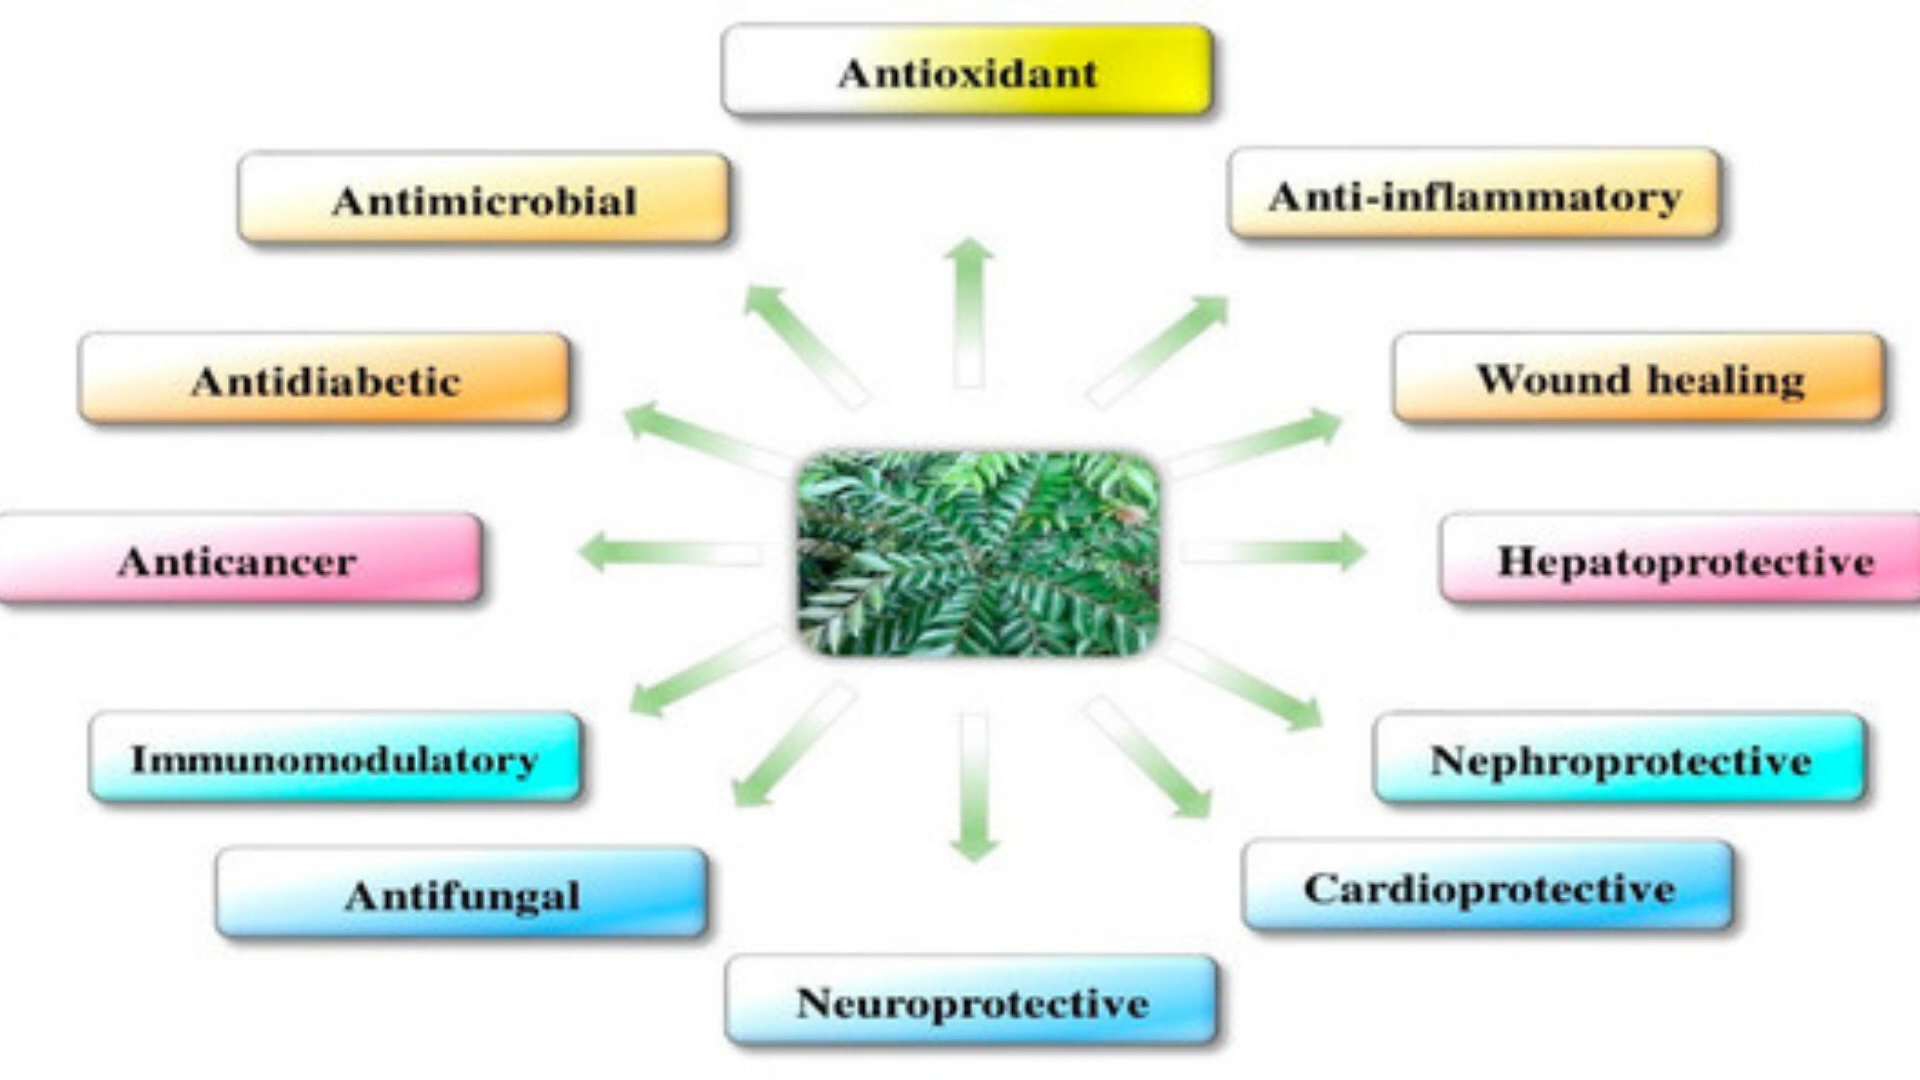 Antioxidant
Antimicrobial
Anti-inflammatory
Antidiabetic
Wound healing
Anticancer
Hepatoprotective
Immunomodulatory
Nephroprotective
Antifungal
Cardioprotective
Neuroprotective